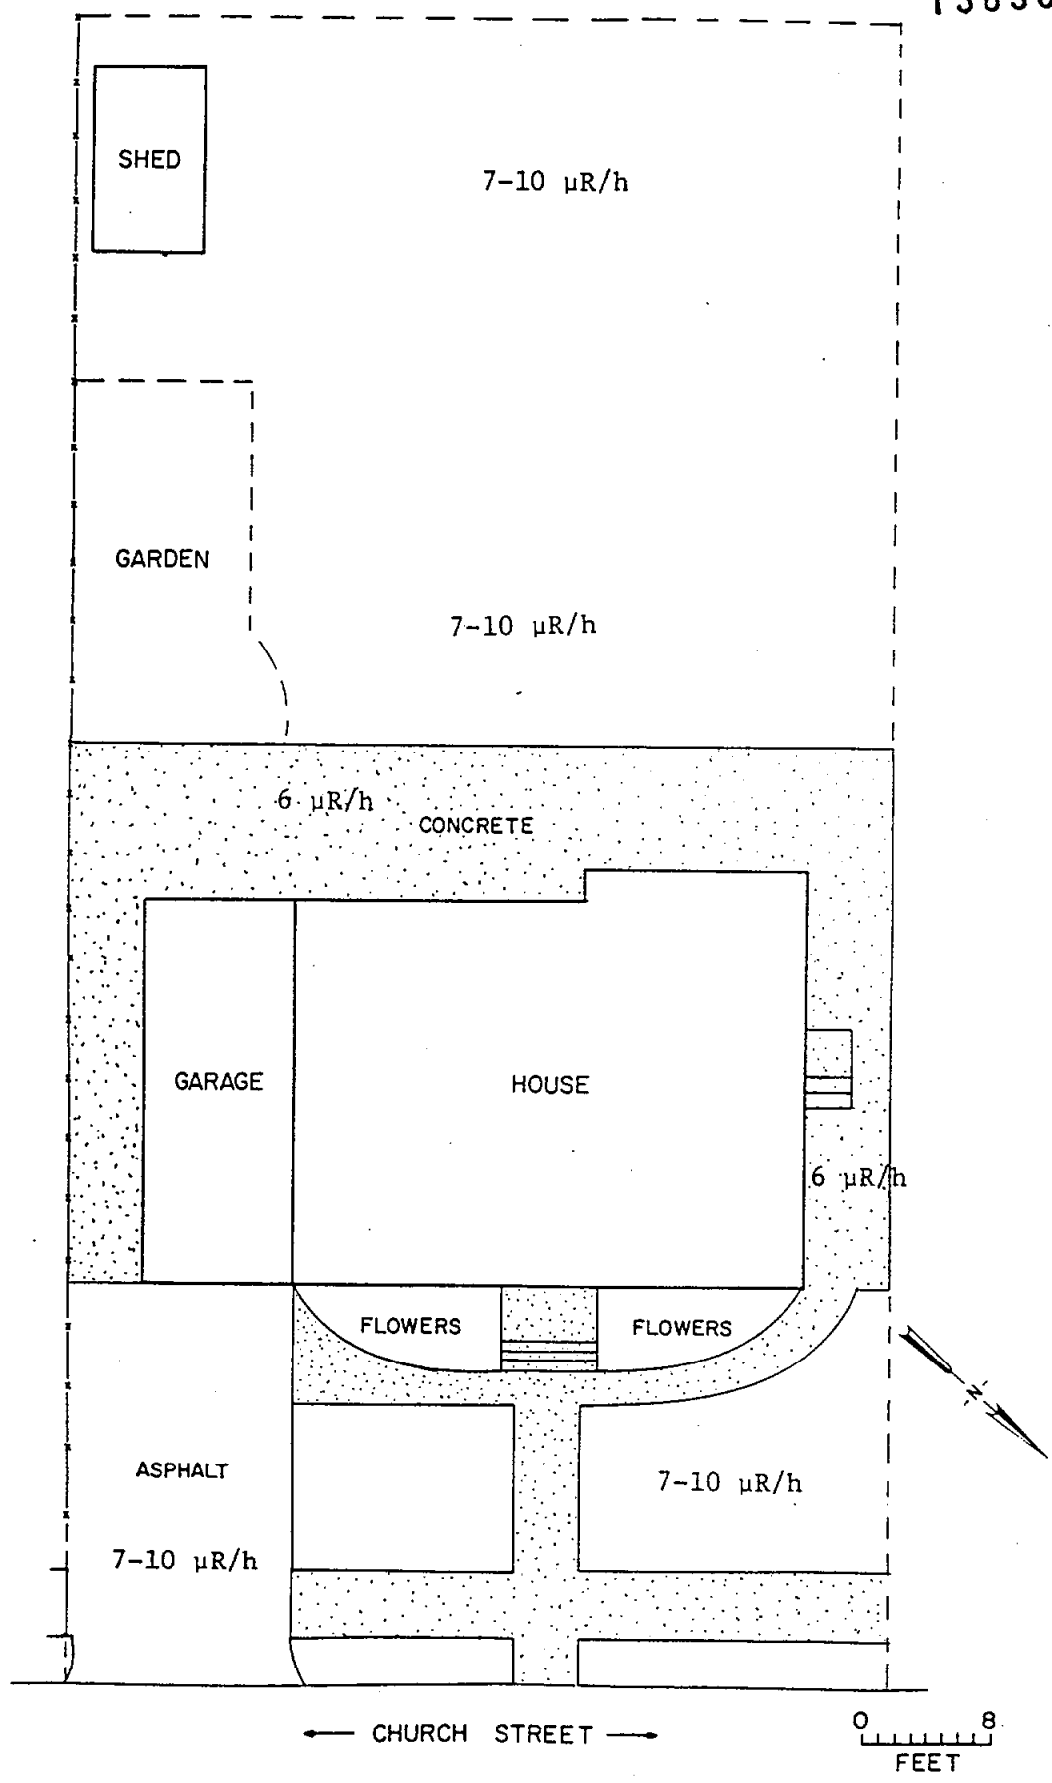 SHED
7-10 µR/h
GARDEN
7-10 µR/h
6 µR/h
CONCRETE
GARAGE
HOUSE
6 µR/h
FLOWERS
FLOWERS
N
ASPHALT
7-10 µR/h
7-10 µR/h
CHURCH STREET
0 8
FEET